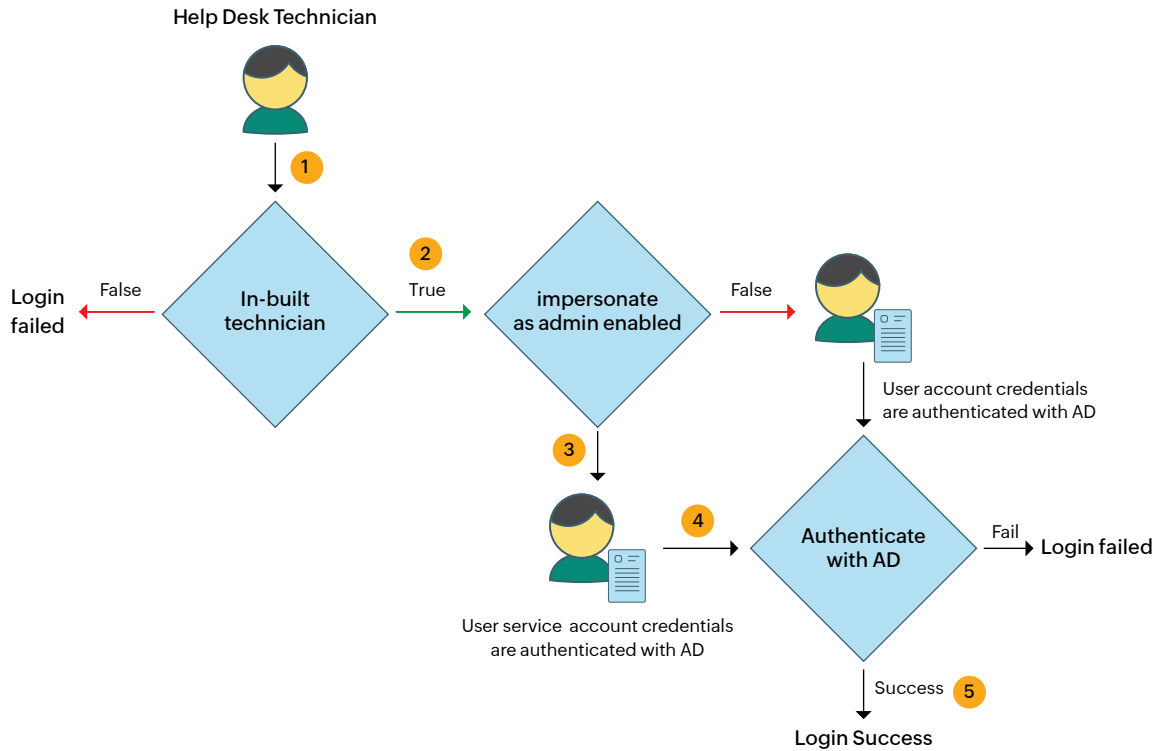 Help Desk Technician
1
In-built
technician
False
Login
failed
2
True
impersonate
as admin enabled
False
User account credentials
are authenticated with AD
3
User service account credentials
are authenticated with AD
4
Authenticate
with AD
Fail
Login failed
Success
5
Login Success